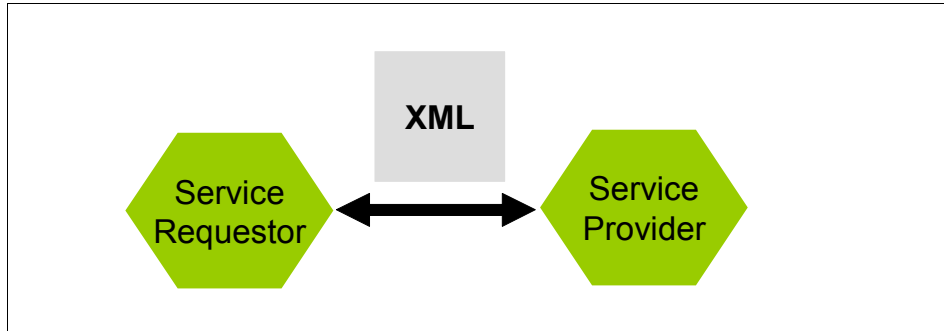 XML
Service
Requestor
Service
Provider